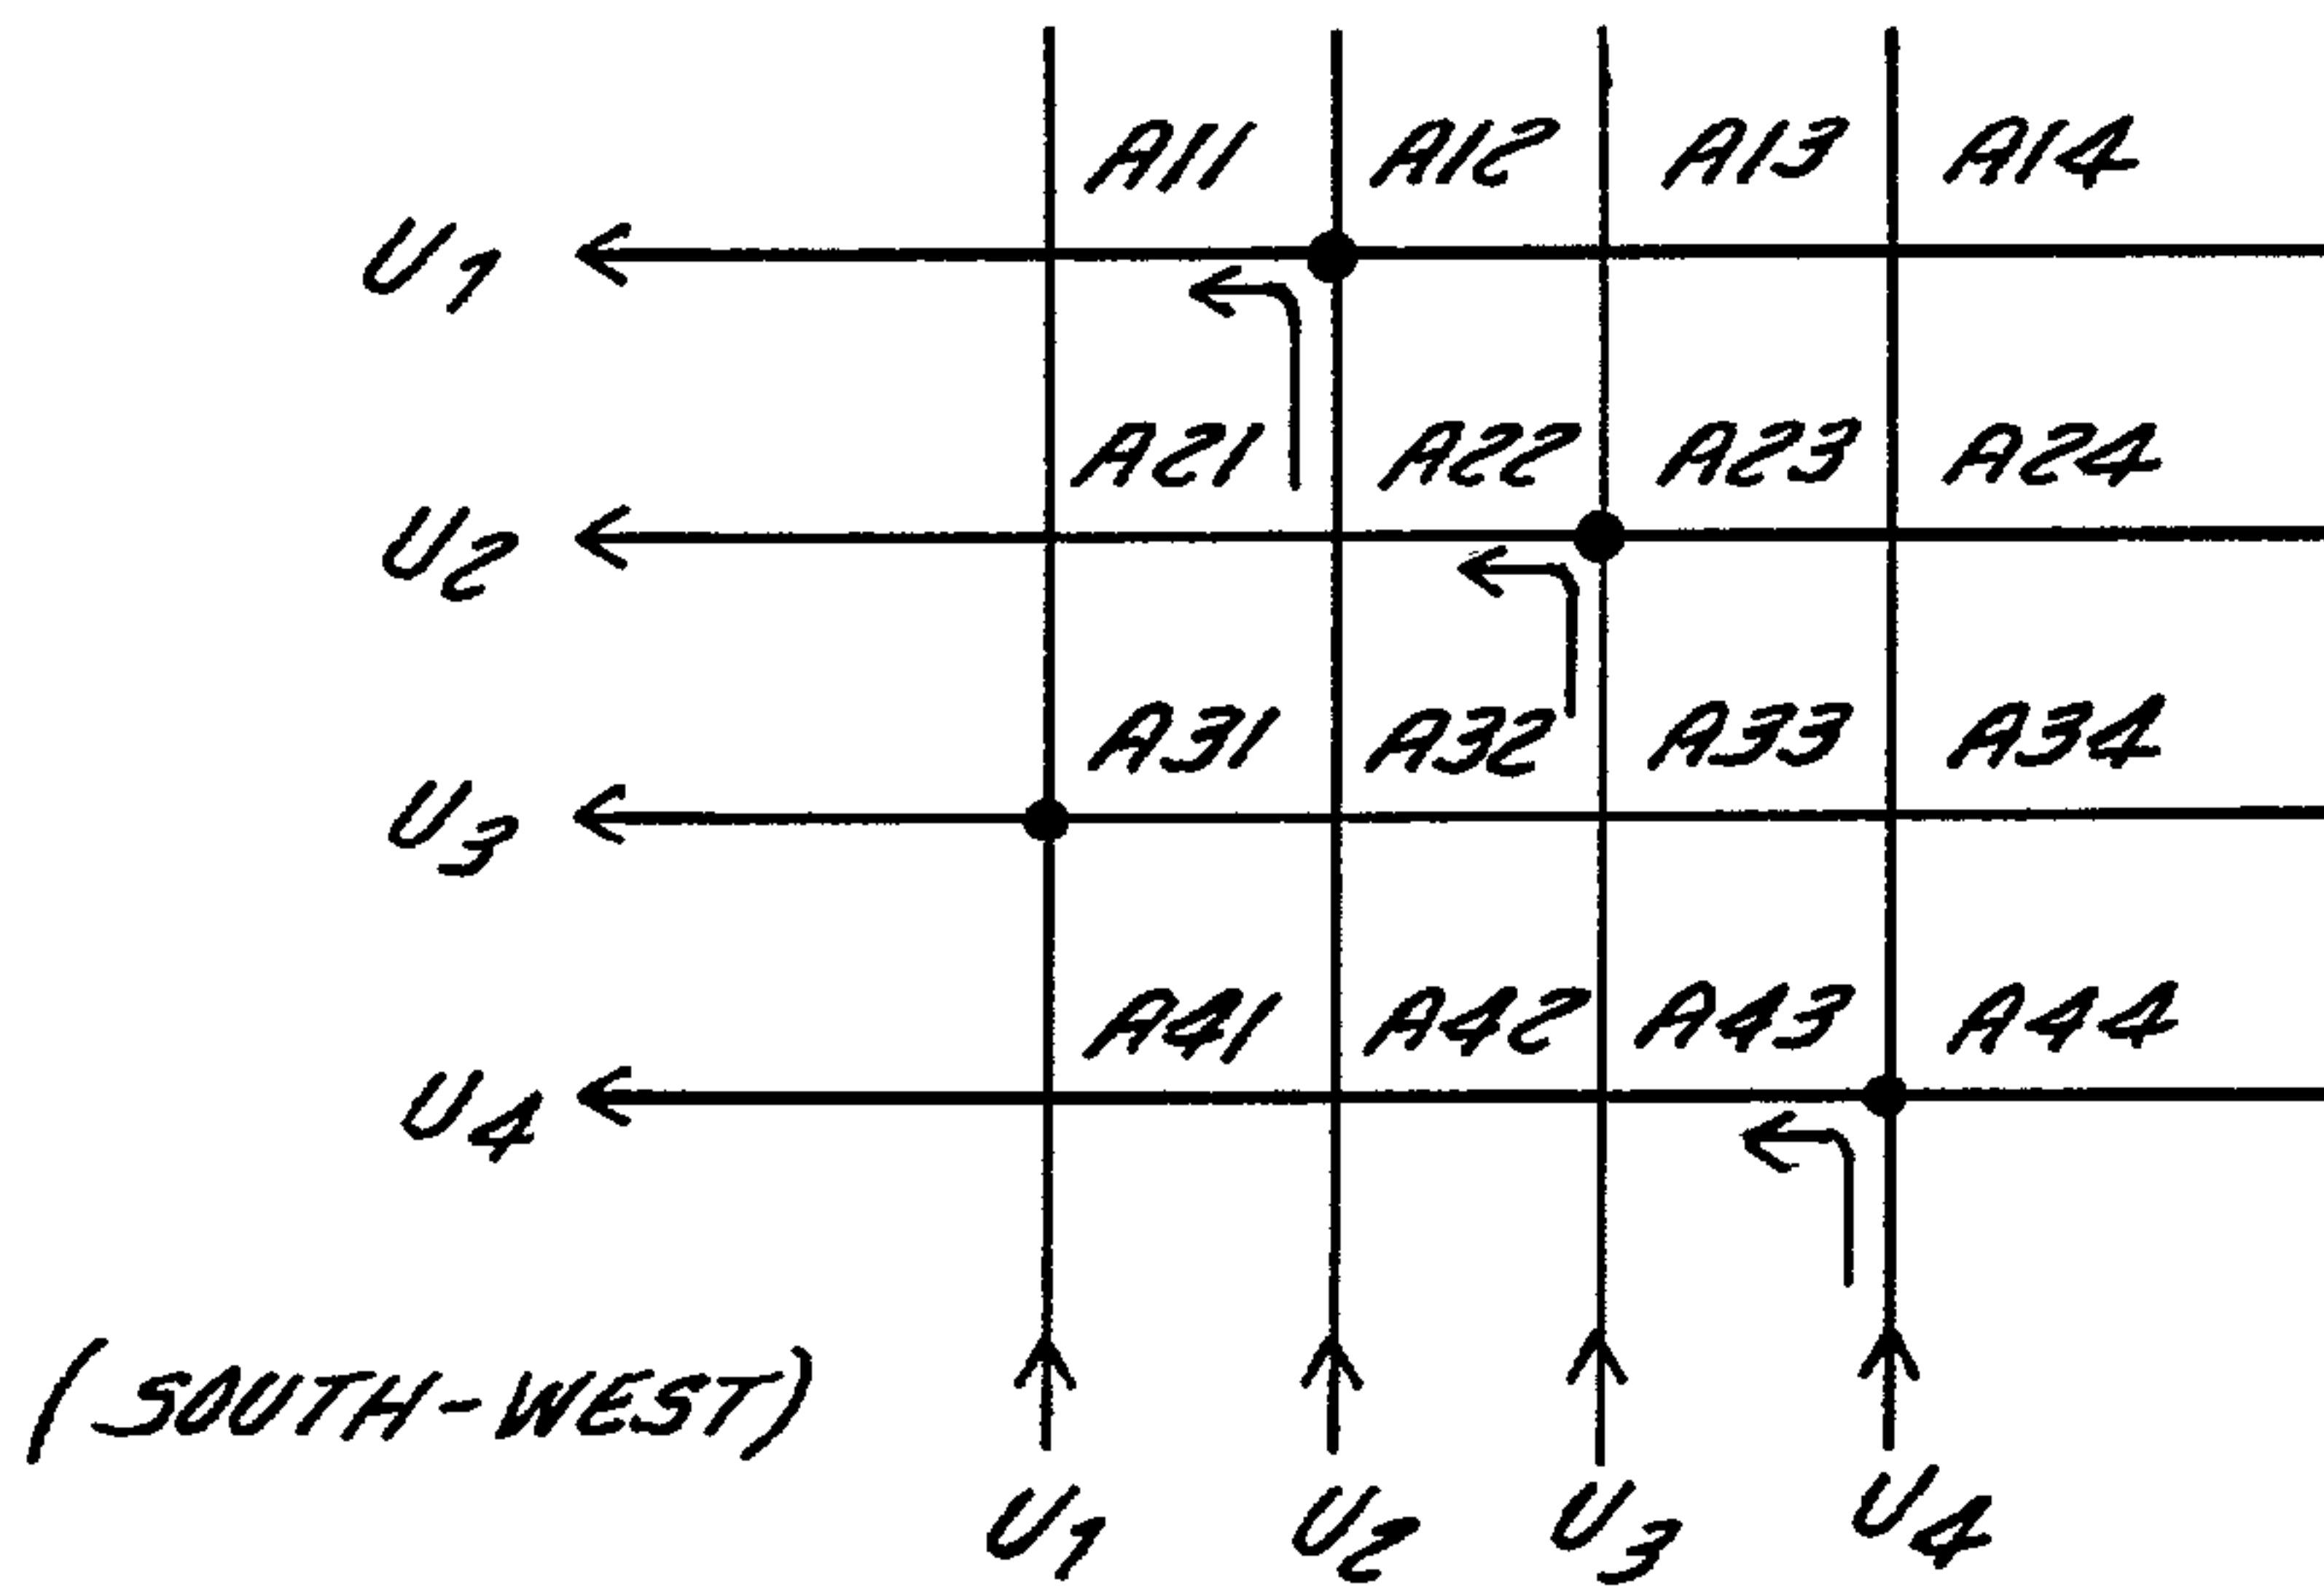 A11 A12 A13 A14
U1
A21 A22 A23 A24
U2
A31 A32 A33 A34
U3
A41 A42 A43 A44
U4
(SOUTH-WEST)
U1 U2 U3 U4